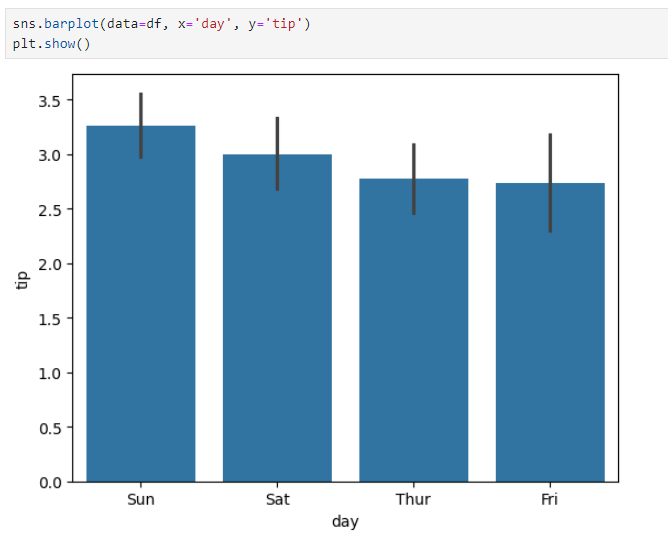 sns.barplot(data=df, x='day', y='tip')
plt.show()
3.5
3.0
2.5
2.0
1.5
1.0
0.5
0.0
tip
Sun Sat Thur Fri
day